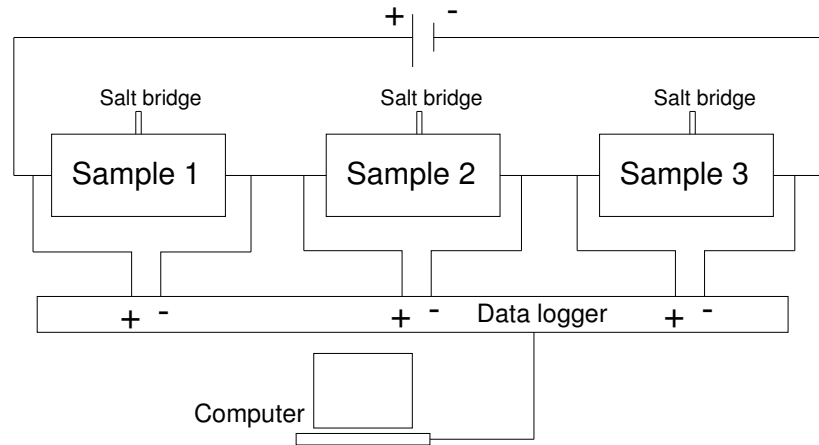 + -
Salt bridge Salt bridge Salt bridge
Sample 1 Sample 2 Sample 3
+ - + - Data logger + -
Computer